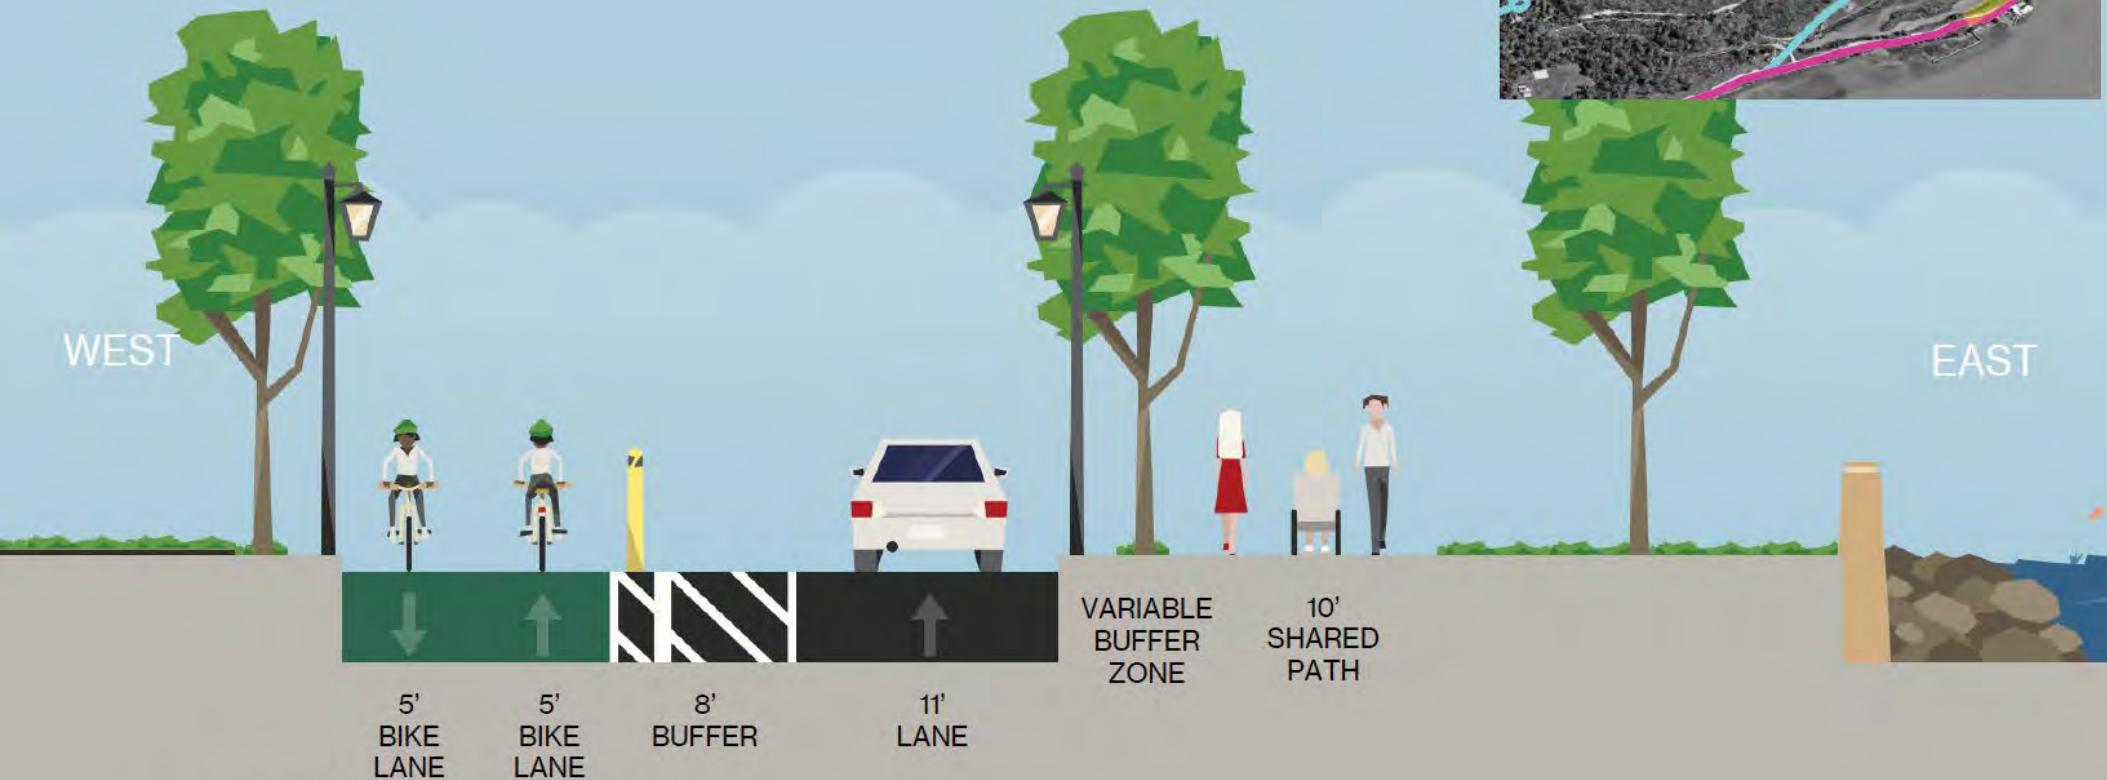 WEST
EAST
VARIABLE
BUFFER
ZONE
10'
SHARED
PATH
5'
BIKE
LANE
5'
BIKE
LANE
8'
BUFFER
11'
LANE